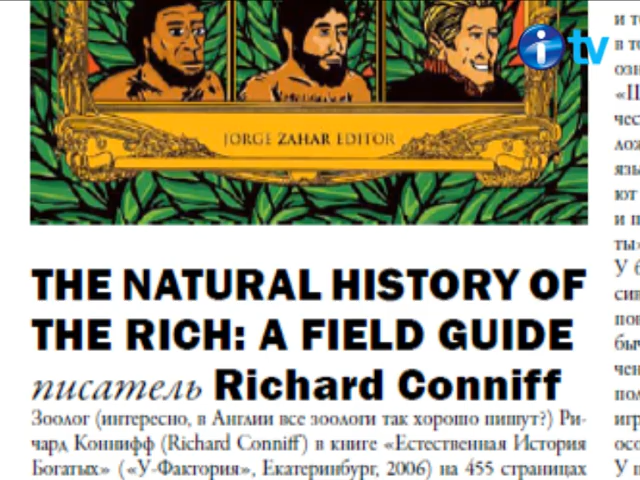 i tv
JORGE ZAHAR EDITOR
THE NATURAL HISTORY OF
THE RICH: A FIELD GUIDE
писатель Richard Conniff
Зоолог (интересно, в Англии все зоологи так хорошо пишут?) Ри-
чард Коннифф (Richard Conniff) в книге «Естественная История
Богатых» («У-Фактория», Екатеринбург, 2006) на 455 страницах